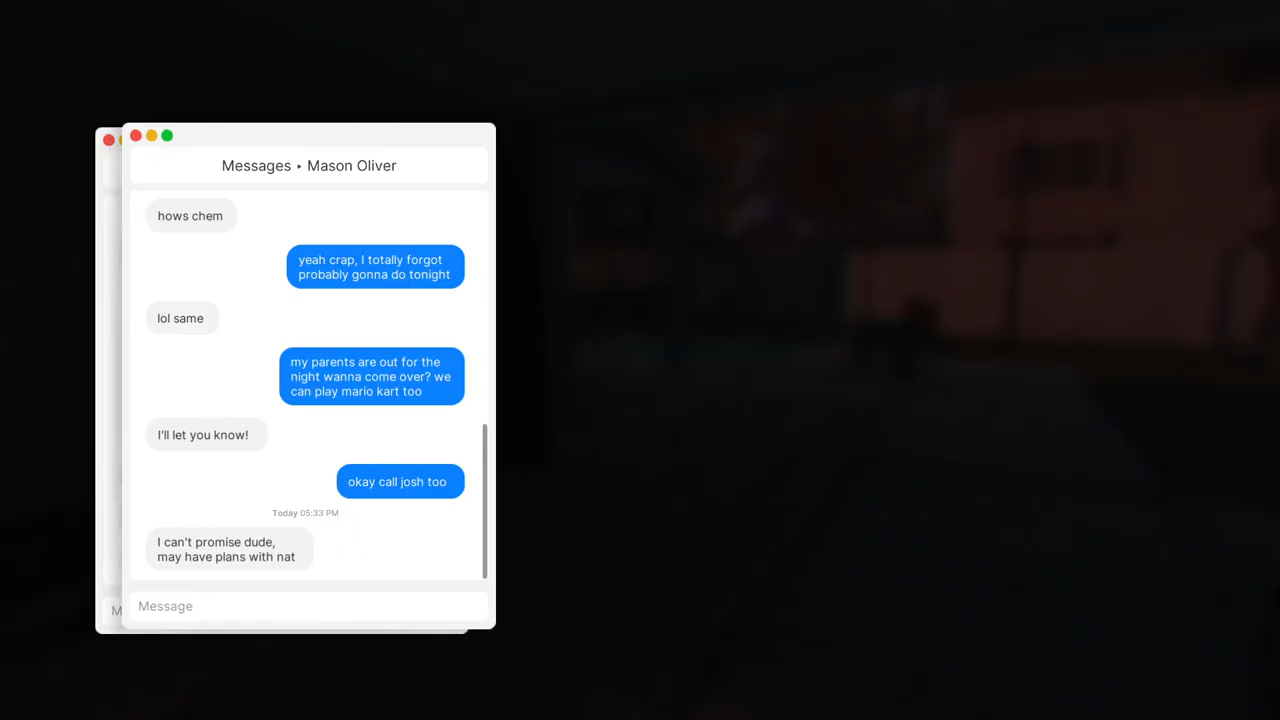 Messages ‣ Mason Oliver
hows chem
yeah crap, I totally forgot
probably gonna do tonight
lol same
my parents are out for the
night wanna come over? we
can play mario kart too
I'll let you know!
okay call josh too
Today 05:33 PM
I can't promise dude,
may have plans with nat
M
Message